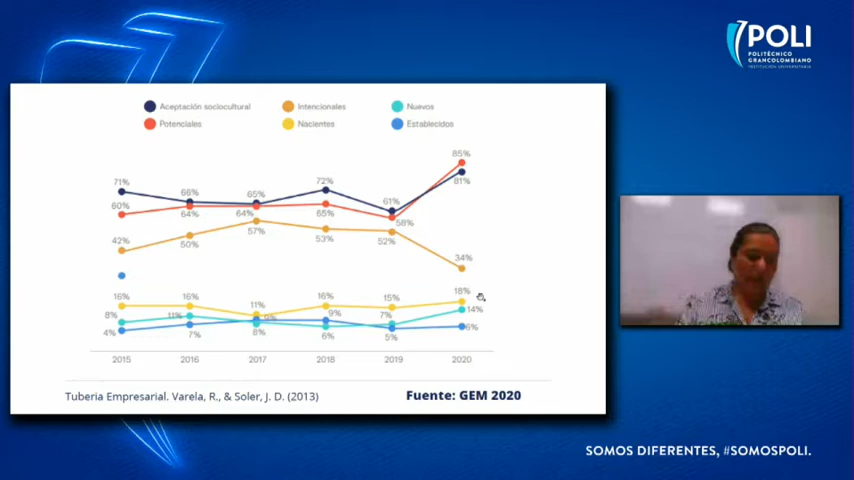 POLI
POLITÉCNICO
GRANCOLOMBIANO
INSTITUCIÓN UNIVERSITARIA
Aceptación sociocultural
Intencionales
Nuevos
Potenciales
Nacientes
Establecidos
71%
66%
65%
72%
61%
85%
81%
60%
64%
64%
65%
58%
42%
50%
57%
53%
52%
34%
16%
16%
11%
16%
15%
18%
8%
11%
9%
9%
7%
14%
4%
7%
8%
6%
5%
6%
2015 2016 2017 2018 2019 2020
Tuberia Empresarial. Varela, R., & Soler, J. D. (2013)
Fuente: GEM 2020
SOMOS DIFERENTES, #SOMOSPOLI.